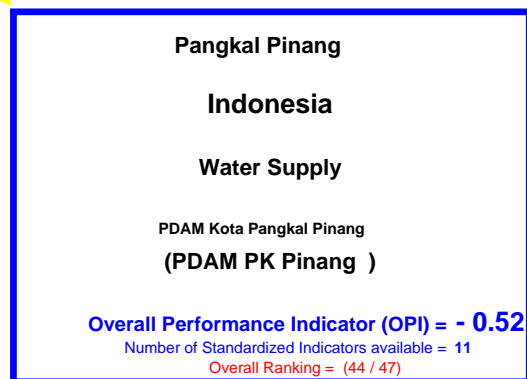 Pangkal Pinang
Indonesia
Water Supply
PDAM Kota Pangkal Pinang
(PDAM PK Pinang )
Overall Performance Indicator (OPI) = - 0.52
Number of Standardized Indicators available = 11
Overall Ranking = (44 / 47)